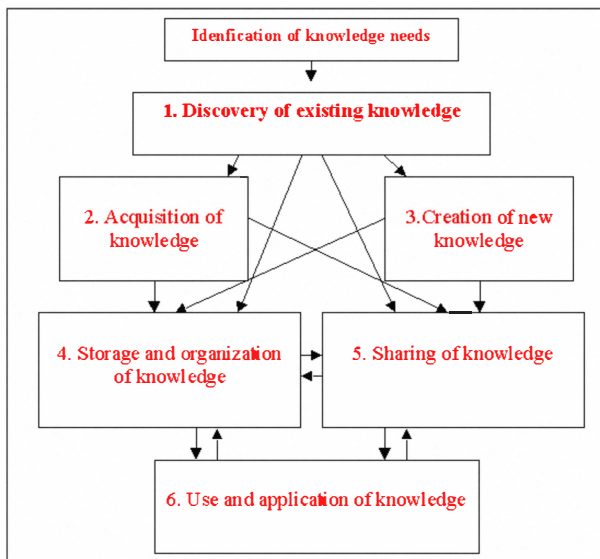 Idenfication of knowledge needs
1. Discovery of existing knowledge
2. Acquisition of
knowledge
3.Creation of new
knowledge
4. Storage and organization
of knowledge
5. Sharing of knowledge
6. Use and application of knowledge